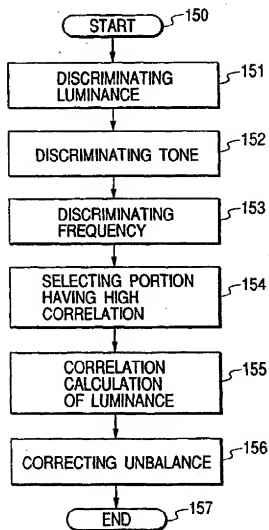 START
150
DISCRIMINATING
LUMINANCE
151
DISCRIMINATING TONE
152
DISCRIMINATING
FREQUENCY
153
SELECTING PORTION
HAVING HIGH
CORRELATION
154
CORRELATION
CALCULATION
OF LUMINANCE
155
CORRECTING UNBALANCE
156
END
157